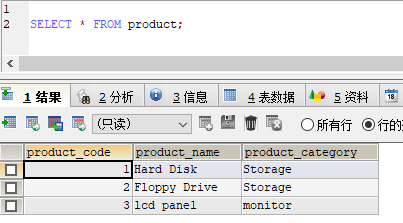 1
2 SELECT * FROM product;
1 结果 2 分析 3 信息 4 表数据 5 资料
(只读) 所有行 行的
product_code product_name product_category
1 Hard Disk Storage
2 Floppy Drive Storage
3 lcd panel monitor